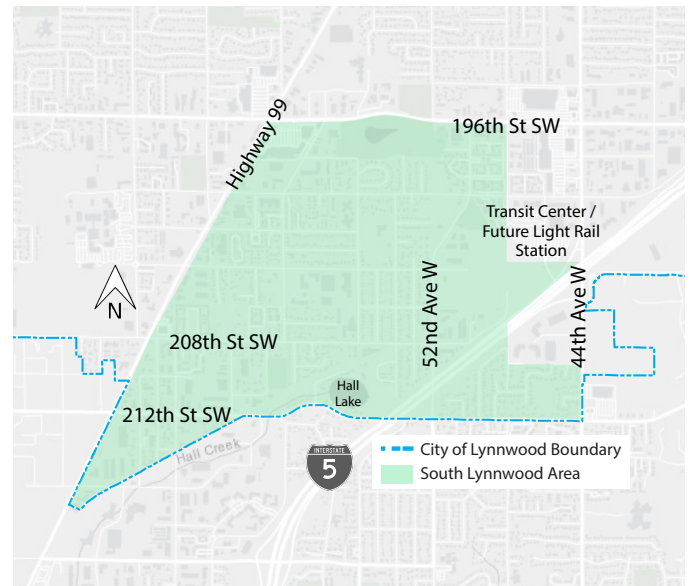 Highway 99
196th St SW
Transit Center /
Future Light Rail
Station
N
52nd Ave W
44th Ave W
208th St SW
Hall
Lake
212th St SW
Hall Creek
INTERSTATE
5
City of Lynnwood Boundary
South Lynnwood Area